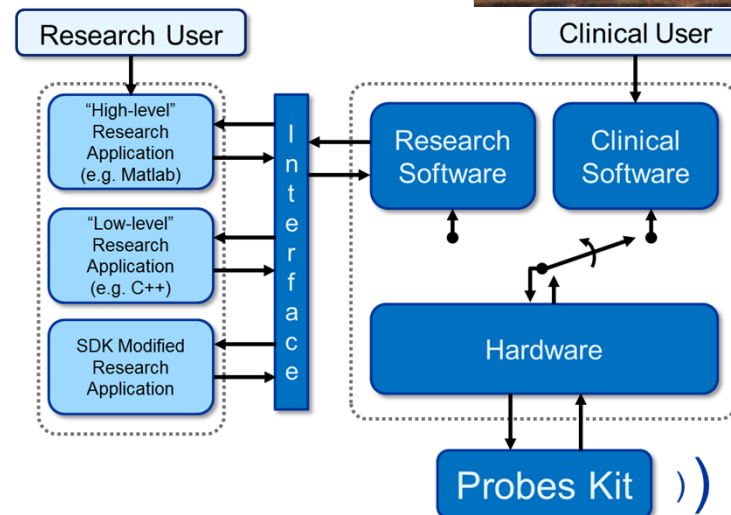 Research User
Clinical User
“High-level”
Research
Application
(e.g. Matlab)
“Low-level”
Research
Application
(e.g. C++)
SDK Modified
Research
Application
Interface
Research
Software
Clinical
Software
Hardware
Probes Kit